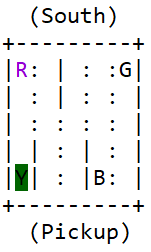 (South)
+---------+
|R: | : :G|
| : | : : |
| : : : : |
| | : | : |
|Y| : |B: |
+---------+
(Pickup)